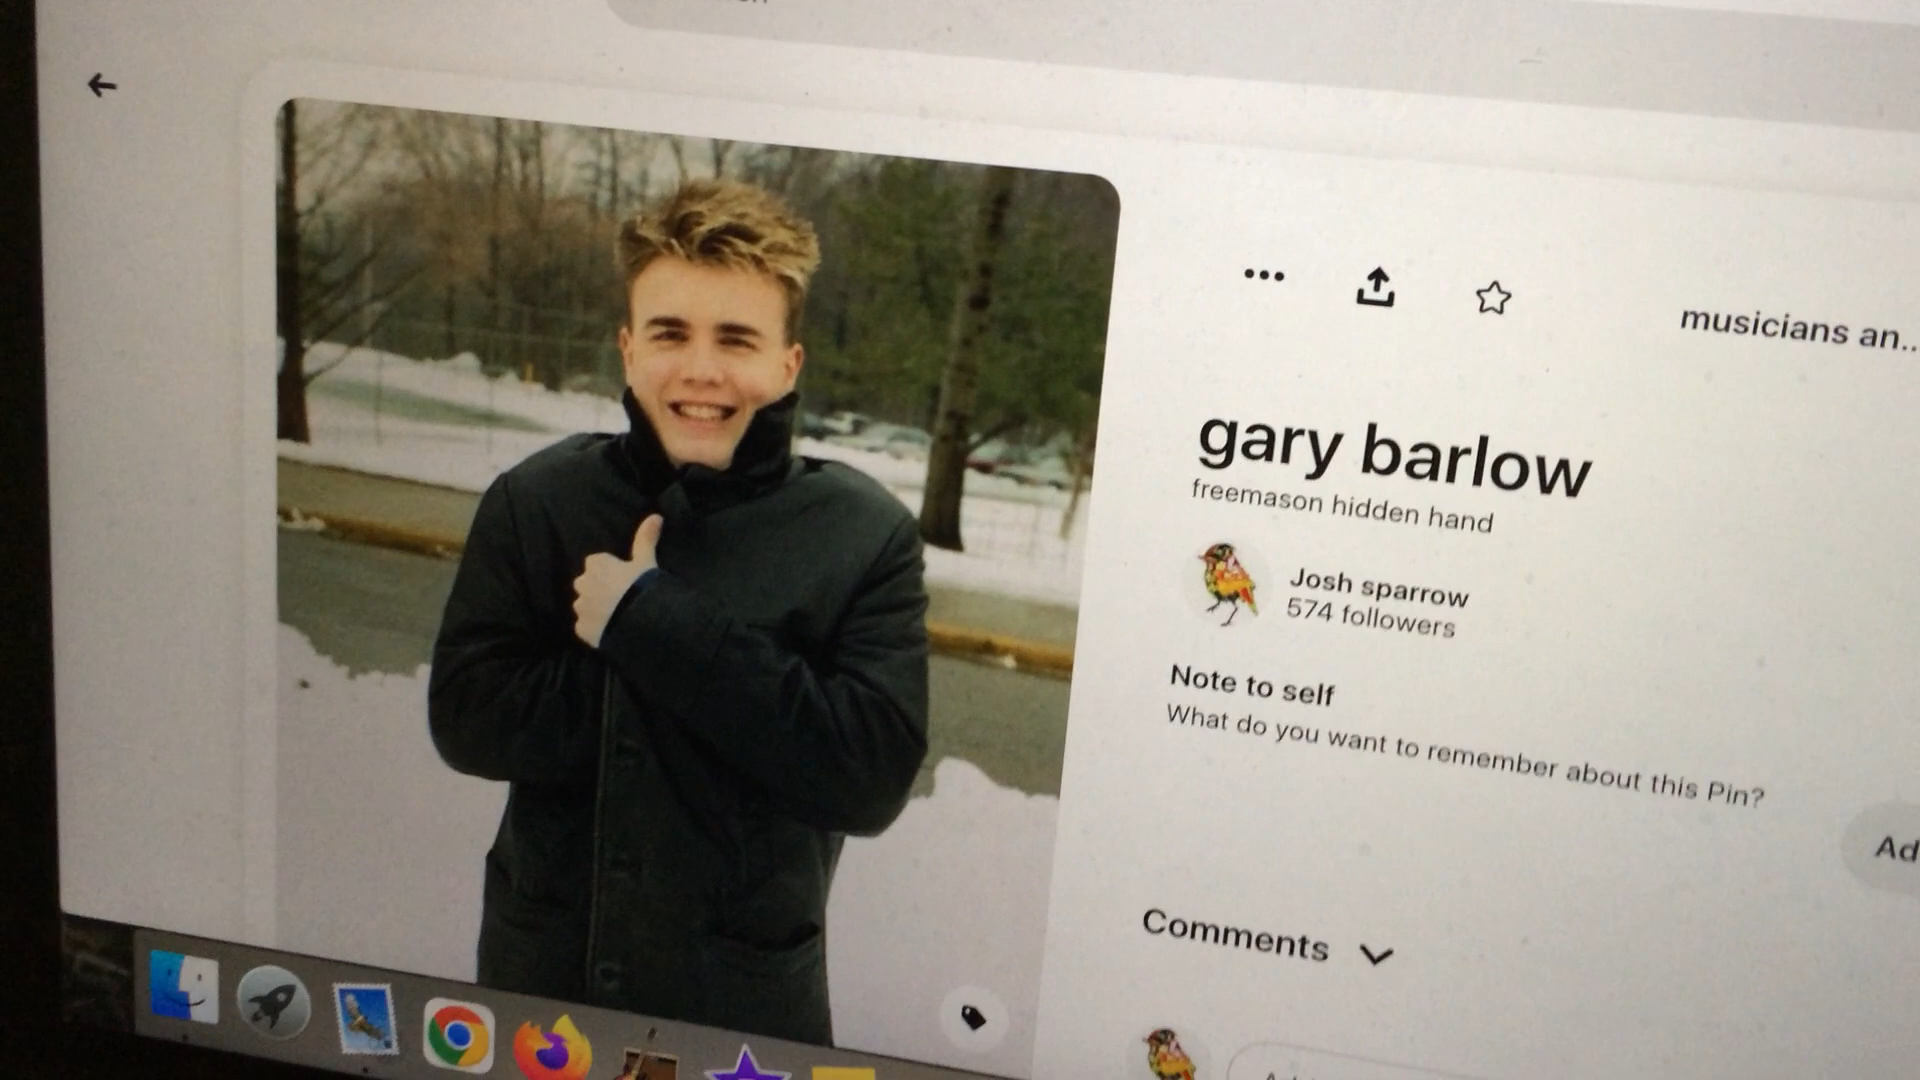 musicians an...
gary barlow
freemason hidden hand
Josh sparrow
574 followers
Note to self
What do you want to remember about this Pin?
Comments